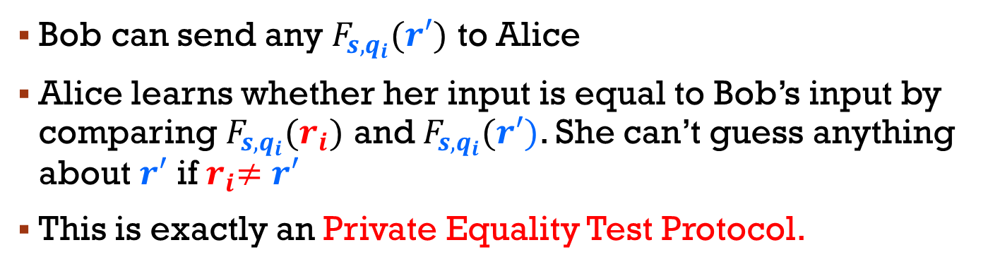 ▪ Bob can send any F_{s,q_i}(r′) to Alice
▪ Alice learns whether her input is equal to Bob’s input by
comparing F_{s,q_i}(r_i) and F_{s,q_i}(r′). She can’t guess anything
about r′ if r_i≠ r′
▪ This is exactly an Private Equality Test Protocol.